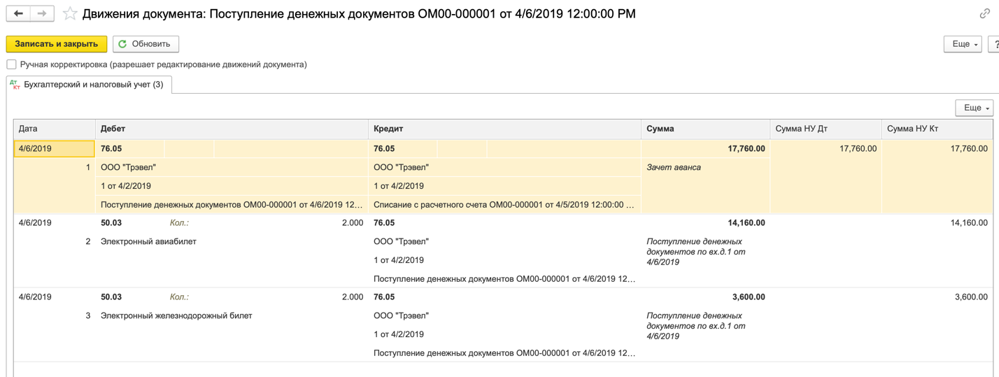 Движения документа: Поступление денежных документов ОМ00-000001 от 4/6/2019 12:00:00 PM
Записать и закрыть Обновить Еще ?
Ручная корректировка (разрешает редактирование движений документа)
Дт Кт Бухгалтерский и налоговый учет (3)
Еще
Дата Дебет Кредит Сумма Сумма НУ Дт Сумма НУ Кт
4/6/2019 76.05 76.05 17,760.00 17,760.00 17,760.00
1 ООО "Трэвел" ООО "Трэвел" Зачет аванса
1 от 4/2/2019 1 от 4/2/2019
Поступление денежных документов ОМ00-000001 от 4/6/2019 12... Списание с расчетного счета ОМ00-000001 от 4/5/2019 12:00:00 ...
4/6/2019 50.03 Кол.: 2.000 76.05 14,160.00 14,160.00
2 Электронный авиабилет ООО "Трэвел" Поступление денежных
документов по вх.д.1 от
1 от 4/2/2019 4/6/2019
Поступление денежных документов ОМ00-000001 от 4/6/2019 12...
4/6/2019 50.03 Кол.: 2.000 76.05 3,600.00 3,600.00
3 Электронный железнодорожный билет ООО "Трэвел" Поступление денежных
документов по вх.д.1 от
1 от 4/2/2019 4/6/2019
Поступление денежных документов ОМ00-000001 от 4/6/2019 12...